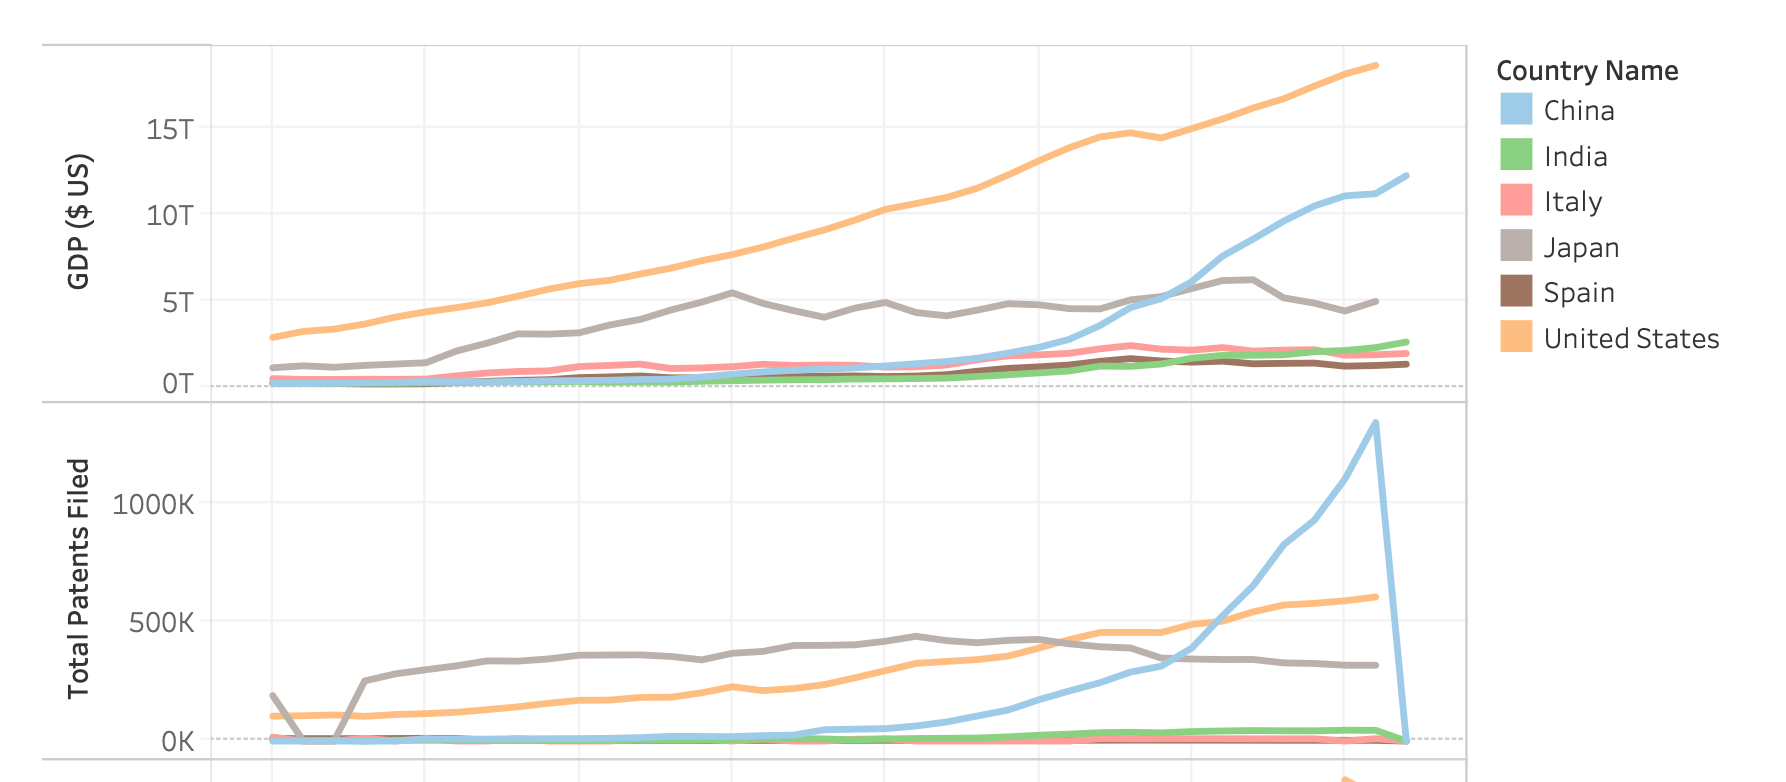 GDP ($ US)
15T
10T
5T
0T
Total Patents Filed
1000K
500K
0K
Country Name
China
India
Italy
Japan
Spain
United States